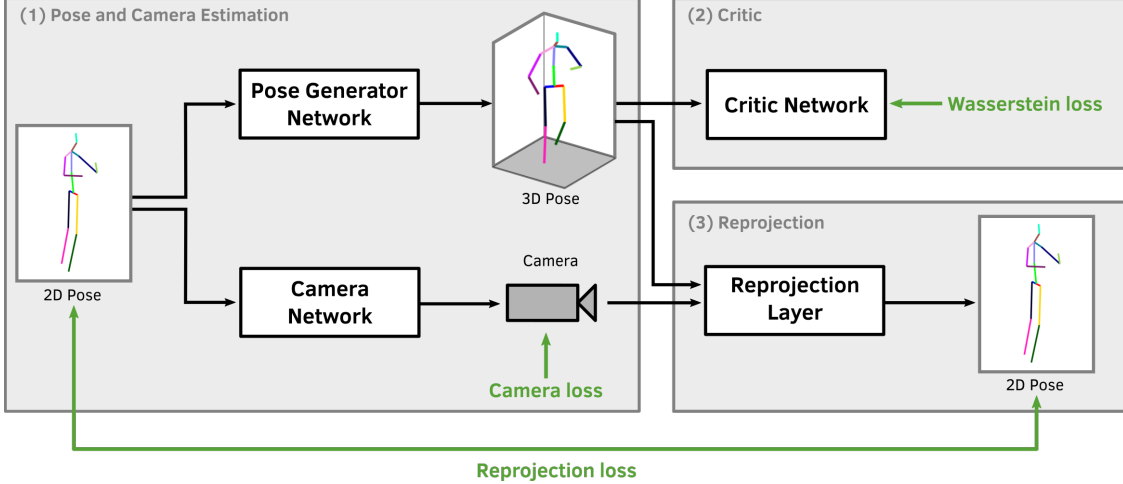 (1) Pose and Camera Estimation
Pose Generator
Network
3D Pose
2D Pose
Camera
Network
Camera
Camera loss
(2) Critic
Critic Network
Wasserstein loss
(3) Reprojection
Reprojection
Layer
2D Pose
Reprojection loss